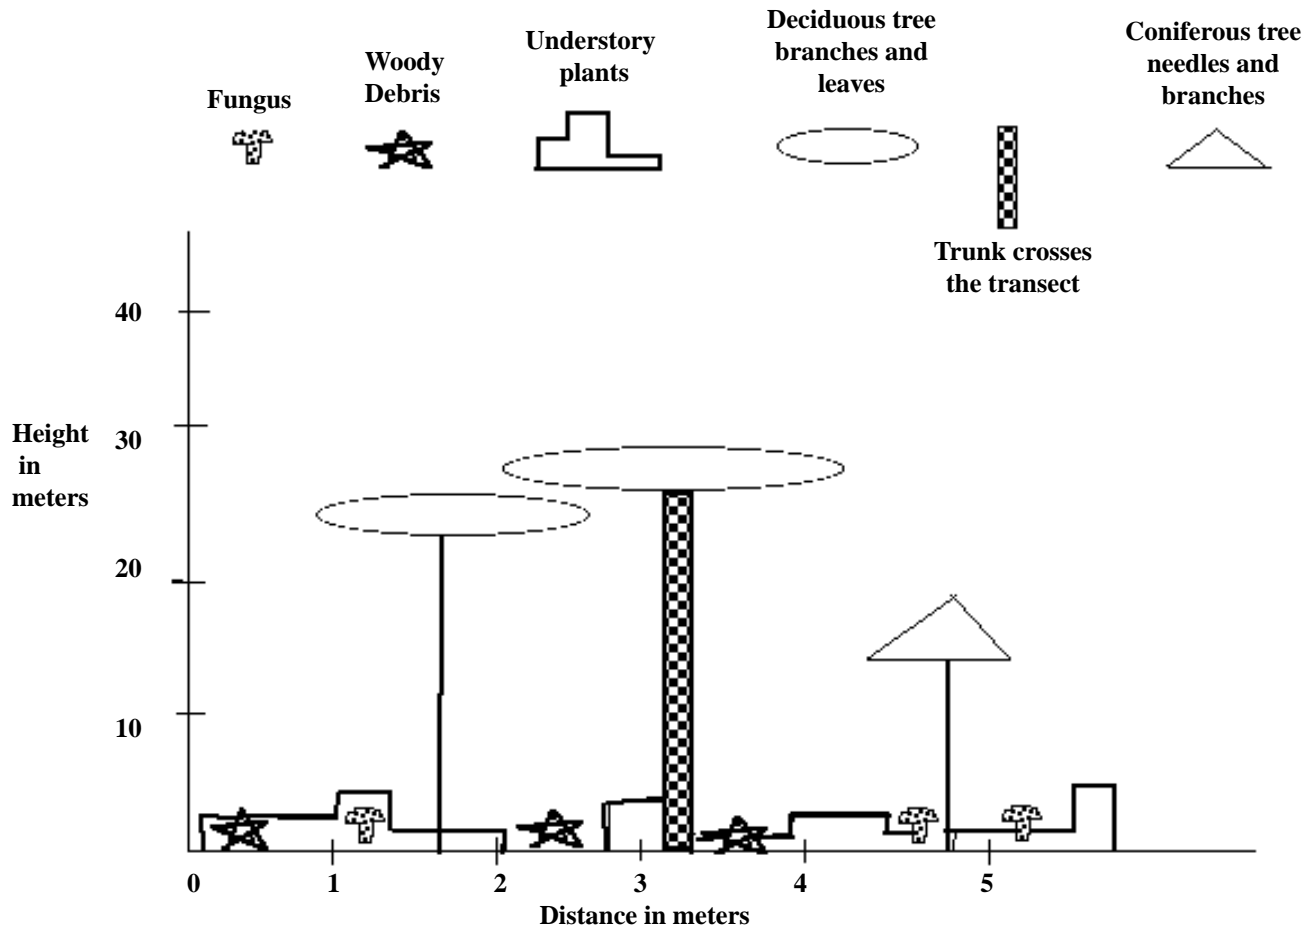 Fungus
Woody
Debris
Understory
plants
Deciduous tree
branches and
leaves
Trunk crosses
the transect
Coniferous tree
needles and
branches
Height
in
meters
40
30
20
10
0 1 2 3 4 5
Distance in meters